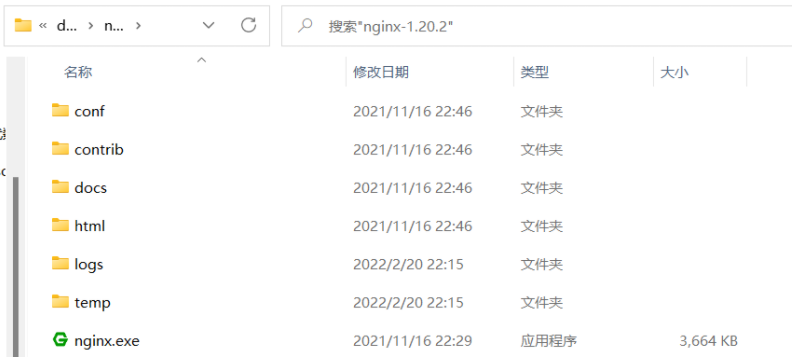 « d... › n... ›
搜索"nginx-1.20.2"
名称 修改日期 类型 大小
conf 2021/11/16 22:46 文件夹
contrib 2021/11/16 22:46 文件夹
docs 2021/11/16 22:46 文件夹
html 2021/11/16 22:46 文件夹
logs 2022/2/20 22:15 文件夹
temp 2022/2/20 22:15 文件夹
nginx.exe 2021/11/16 22:29 应用程序 3,664 KB